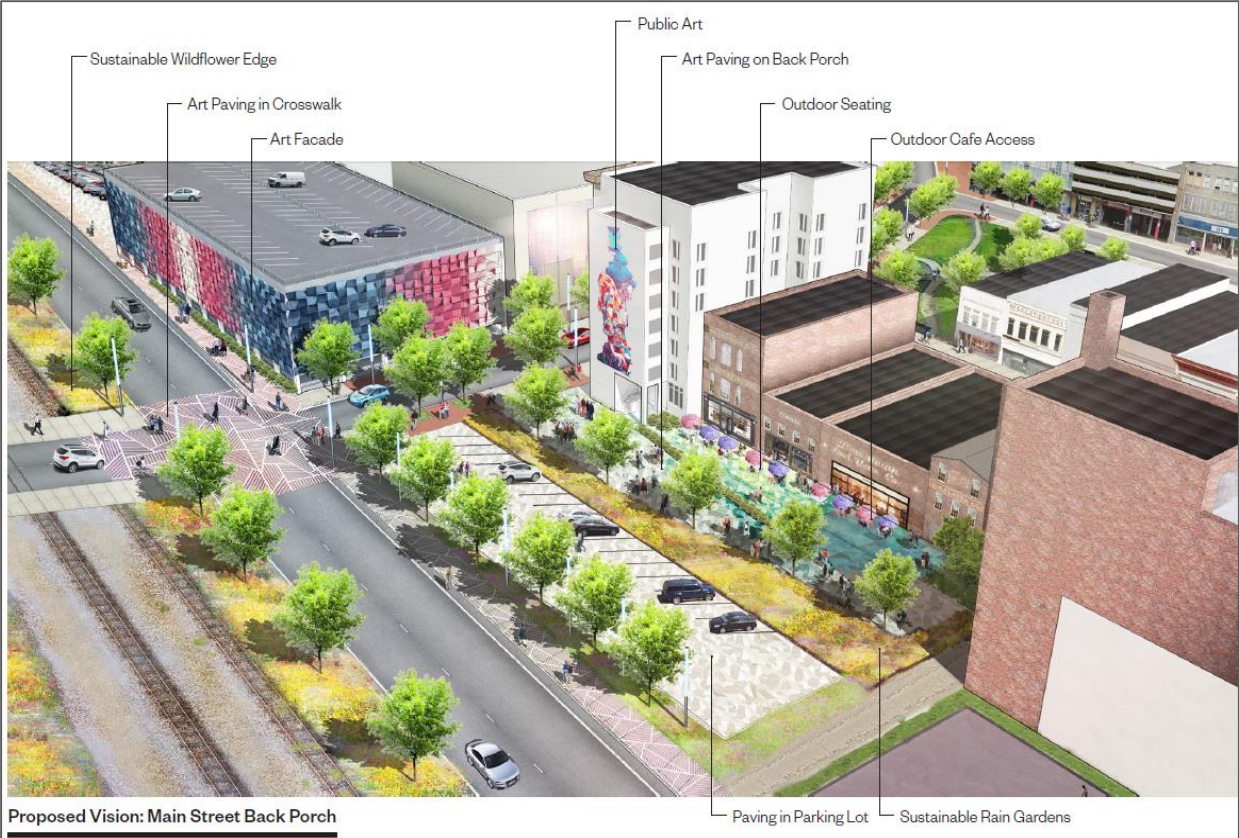 Public Art
Sustainable Wildflower Edge
Art Paving on Back Porch
Art Paving in Crosswalk
Outdoor Seating
Art Facade
Outdoor Cafe Access
Proposed Vision: Main Street Back Porch
Paving in Parking Lot
Sustainable Rain Gardens